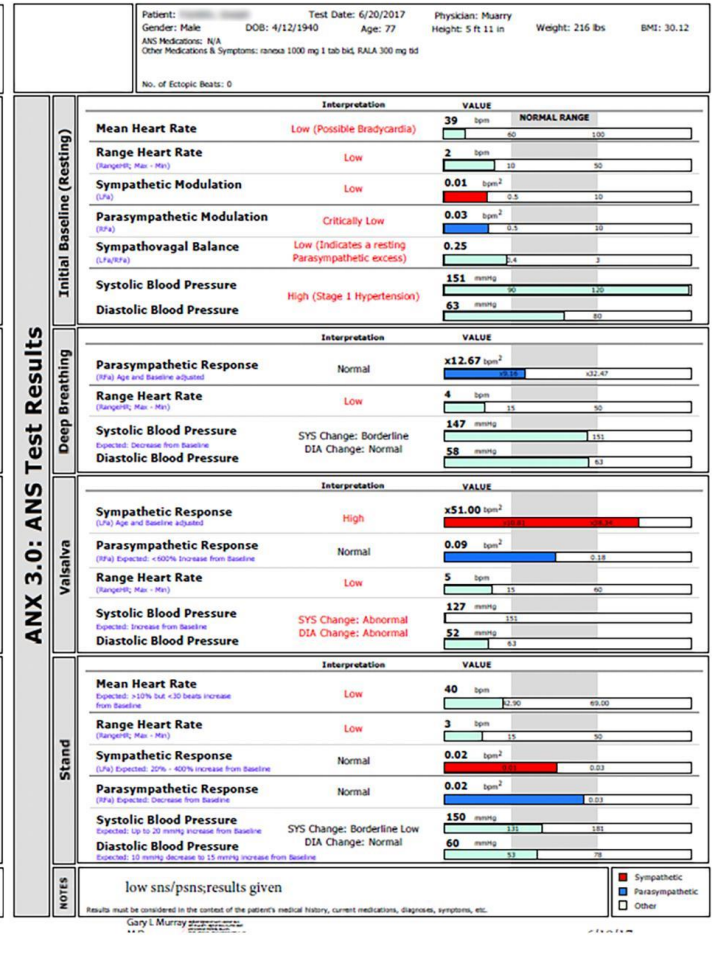 Patient:
Test Date: 6/20/2017
Physician: Muarry
Gender: Male
DOB: 4/12/1940
Age: 77
Height: 5 ft 11 in
Weight: 216 lbs
BMI: 30.12
ANS Medications: N/A
Other Medications & Symptoms: ranexa 1000 mg 1 tab bid, RALA 300 mg tid
No. of Ectopic Beats: 0
ANX 3.0: ANS Test Results
Initial Baseline (Resting)
Interpretation
VALUE
NORMAL RANGE
Mean Heart Rate
Low (Possible Bradycardia)
39 bpm
60 100
Range Heart Rate
(RangeHR; Max - Min)
Low
2 bpm
10 50
Sympathetic Modulation
(LFa)
Low
0.01 bpm2
0.5 10
Parasympathetic Modulation
(RFa)
Critically Low
0.03 bpm2
0.5 10
Sympathovagal Balance
(LFa/RFa)
Low (Indicates a resting
Parasympathetic excess)
0.25
0.4 3
Systolic Blood Pressure
151 mmHg
90 120
High (Stage 1 Hypertension)
Diastolic Blood Pressure
63 mmHg
80
Deep Breathing
Interpretation
VALUE
Parasympathetic Response
(RFa) Age and Baseline adjusted
Normal
x12.67 bpm2
x32.47
Range Heart Rate
(RangeHR; Max - Min)
Low
4 bpm
15 50
Systolic Blood Pressure
Expected: Decrease from Baseline
SYS Change: Borderline
147 mmHg
151
Diastolic Blood Pressure
DIA Change: Normal
58 mmHg
63
Valsalva
Interpretation
VALUE
Sympathetic Response
(LFa) Age and Baseline adjusted
High
x51.00 bpm2
Parasympathetic Response
(RFa) Expected: <600% Increase from Baseline
Normal
0.09 bpm2
0.18
Range Heart Rate
(RangeHR; Max - Min)
Low
5 bpm
15 60
Systolic Blood Pressure
Expected: Increase from Baseline
SYS Change: Abnormal
127 mmHg
151
Diastolic Blood Pressure
DIA Change: Abnormal
52 mmHg
63
Stand
Interpretation
VALUE
Mean Heart Rate
Expected: >10% but <30 beats increase
from Baseline
Low
40 bpm
42.90 69.00
Range Heart Rate
(RangeHR; Max - Min)
Low
3 bpm
15 50
Sympathetic Response
(LFa) Expected: 20% - 400% increase from Baseline
Normal
0.02 bpm2
0.01 0.03
Parasympathetic Response
(RFa) Expected: Decrease from Baseline
Normal
0.02 bpm2
0.03
Systolic Blood Pressure
Expected: Up to 20 mmHg increase from Baseline
SYS Change: Borderline Low
150 mmHg
131 181
Diastolic Blood Pressure
Expected: 10 mmHg decrease to 15 mmHg increase from Baseline
DIA Change: Normal
60 mmHg
53 78
NOTES
low sns/psns;results given
Results must be considered in the context of the patient's medical history, current medications, diagnoses, symptoms, etc.
Sympathetic
Parasympathetic
Other
Gary L Murray